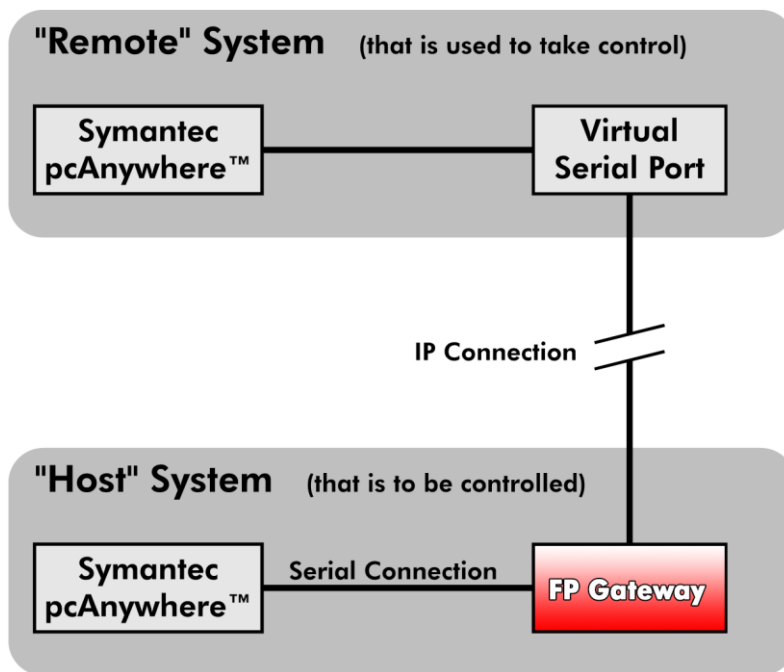 "Remote" System (that is used to take control)
Symantec
pcAnywhere™
Virtual
Serial Port
IP Connection
"Host" System (that is to be controlled)
Symantec
pcAnywhere™
Serial Connection
FP Gateway